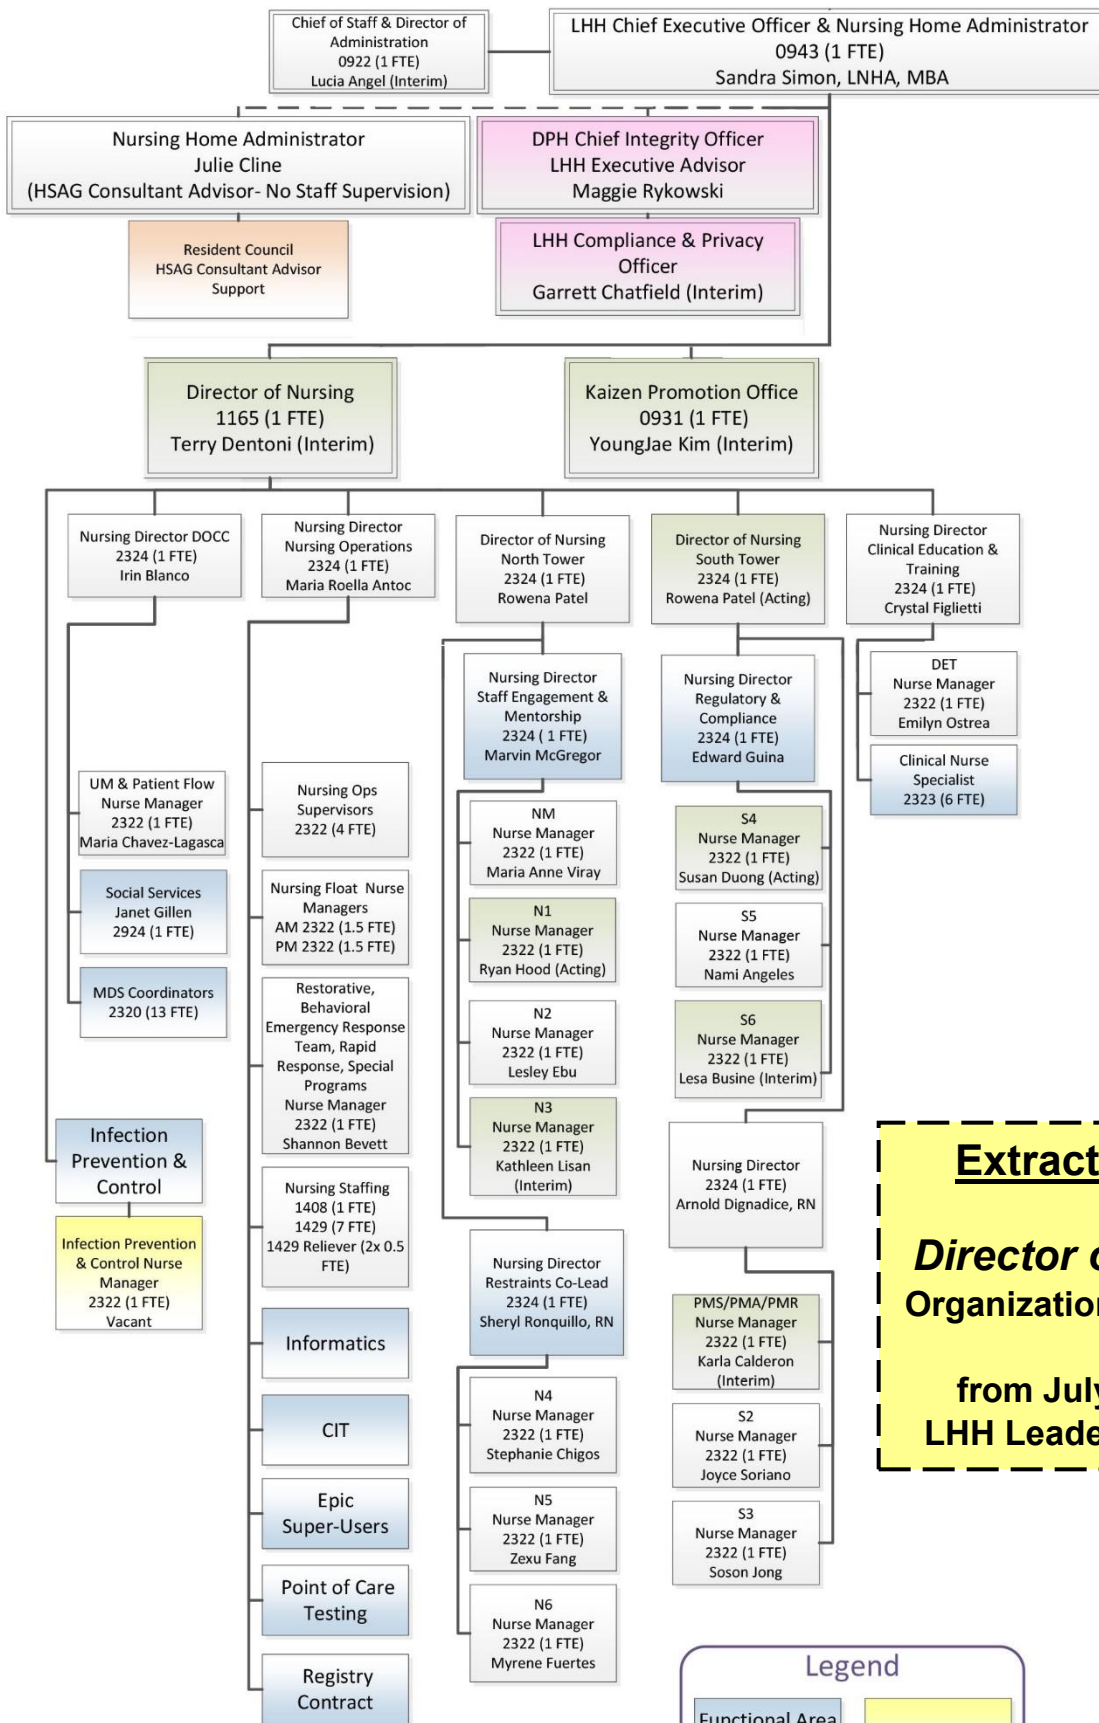 Chief of Staff & Director of
Administration
0922 (1 FTE)
Lucia Angel (Interim)
LHH Chief Executive Officer & Nursing Home Administrator
0943 (1 FTE)
Sandra Simon, LNHA, MBA
Nursing Home Administrator
Julie Cline
(HSAG Consultant Advisor- No Staff Supervision)
DPH Chief Integrity Officer
LHH Executive Advisor
Maggie Rykowski
Resident Council
HSAG Consultant Advisor
Support
LHH Compliance & Privacy
Officer
Garrett Chatfield (Interim)
Director of Nursing
1165 (1 FTE)
Terry Dentoni (Interim)
Kaizen Promotion Office
0931 (1 FTE)
YoungJae Kim (Interim)
Nursing Director DOCC
2324 (1 FTE)
Irin Blanco
Nursing Director
Nursing Operations
2324 (1 FTE)
Maria Roella Antoc
Director of Nursing
North Tower
2324 (1 FTE)
Rowena Patel
Director of Nursing
South Tower
2324 (1 FTE)
Rowena Patel (Acting)
Nursing Director
Clinical Education &
Training
2324 (1 FTE)
Crystal Figlietti
UM & Patient Flow
Nurse Manager
2322 (1 FTE)
Maria Chavez-Lagasca
Social Services
Janet Gillen
2924 (1 FTE)
MDS Coordinators
2320 (13 FTE)
Infection
Prevention &
Control
Infection Prevention
& Control Nurse
Manager
2322 (1 FTE)
Vacant
Nursing Ops
Supervisors
2322 (4 FTE)
Nursing Float Nurse
Managers
AM 2322 (1.5 FTE)
PM 2322 (1.5 FTE)
Restorative,
Behavioral
Emergency Response
Team, Rapid
Response, Special
Programs
Nurse Manager
2322 (1 FTE)
Shannon Bevett
Nursing Staffing
1408 (1 FTE)
1429 (7 FTE)
1429 Reliever (2x 0.5
FTE)
Informatics
CIT
Epic
Super-Users
Point of Care
Testing
Registry
Contract
Nursing Director
Staff Engagement &
Mentorship
2324 ( 1 FTE)
Marvin McGregor
NM
Nurse Manager
2322 (1 FTE)
Maria Anne Viray
N1
Nurse Manager
2322 (1 FTE)
Ryan Hood (Acting)
N2
Nurse Manager
2322 (1 FTE)
Lesley Ebu
N3
Nurse Manager
2322 (1 FTE)
Kathleen Lisan
(Interim)
Nursing Director
Restraints Co-Lead
2324 (1 FTE)
Sheryl Ronquillo, RN
N4
Nurse Manager
2322 (1 FTE)
Stephanie Chigos
N5
Nurse Manager
2322 (1 FTE)
Zexu Fang
N6
Nurse Manager
2322 (1 FTE)
Myrene Fuertes
Nursing Director
Regulatory &
Compliance
2324 (1 FTE)
Edward Guina
S4
Nurse Manager
2322 (1 FTE)
Susan Duong (Acting)
S5
Nurse Manager
2322 (1 FTE)
Nami Angeles
S6
Nurse Manager
2322 (1 FTE)
Lesa Busine (Interim)
Nursing Director
2324 (1 FTE)
Arnold Dignadice, RN
PMS/PMA/PMR
Nurse Manager
2322 (1 FTE)
Karla Calderon
(Interim)
S2
Nurse Manager
2322 (1 FTE)
Joyce Soriano
S3
Nurse Manager
2322 (1 FTE)
Soson Jong
DET
Nurse Manager
2322 (1 FTE)
Emilyn Ostrea
Clinical Nurse
Specialist
2323 (6 FTE)
Extract
Director
Organization
from July
LHH Leade
Legend
Functional Area